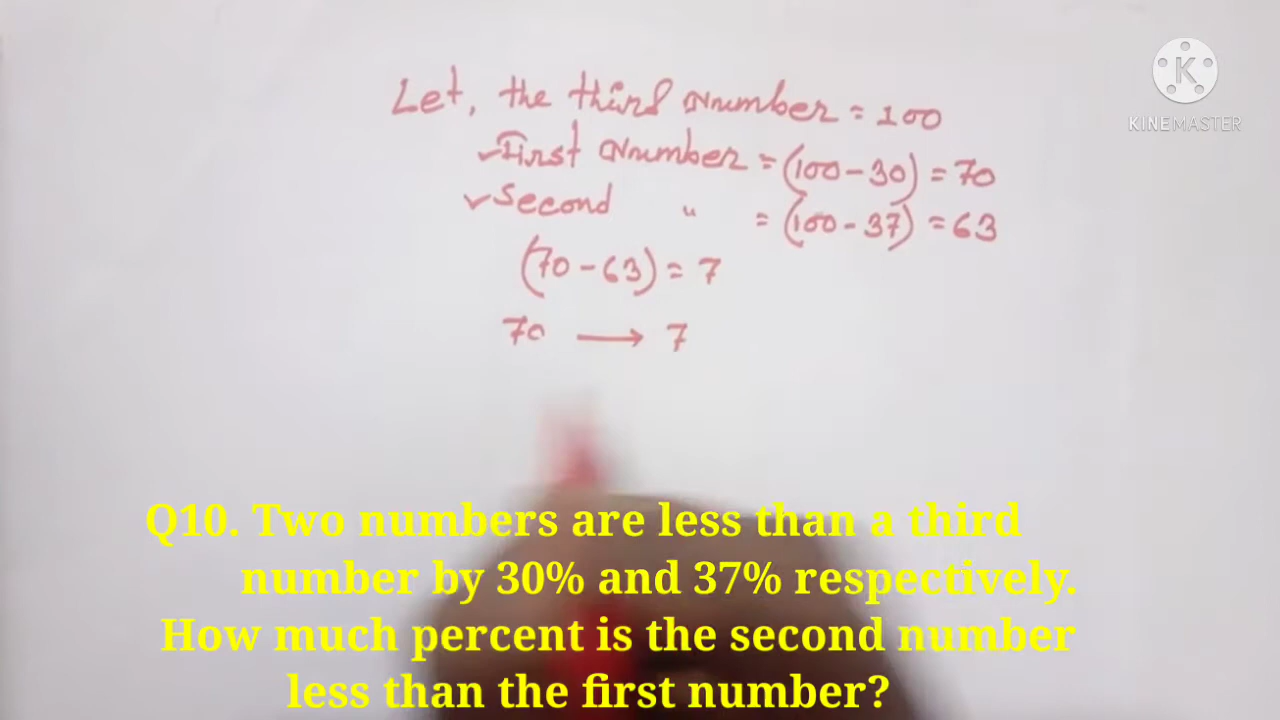 Let, the third Number = 100
KINEMASTER
✓First Number = (100-30) = 70
✓Second " = (100-37) = 63
(70-63) = 7
70 → 7
Q10. Two numbers are less than a third
number by 30% and 37% respectively.
How much percent is the second number
less than the first number?